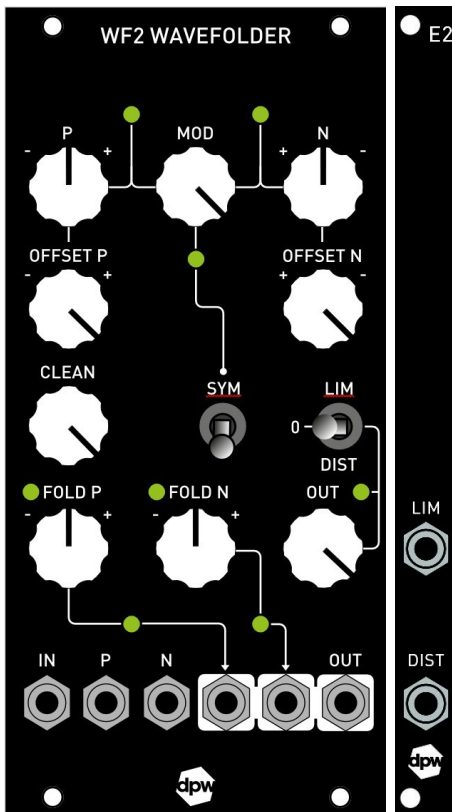 WF2 WAVEFOLDER
E2
P MOD N
- + + -
OFFSET P OFFSET N
- + + -
CLEAN
SYM LIM
0
DIST
FOLD P FOLD N OUT
- + - +
LIM
IN P N OUT
DIST
dpw
dpw